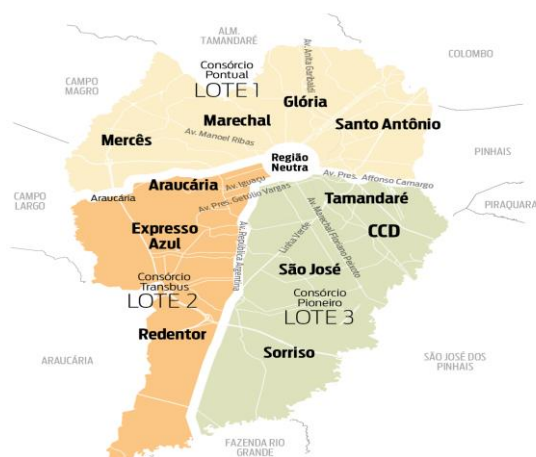 ALM.
TAMANDARÉ
COLOMBO
Consórcio
Pontual
LOTE 1
Av. Anita Garibaldi
CAMPO
MAGRO
Glória
Marechal
Santo Antônio
Av. Manoel Ribas
Mercês
PINHAIS
Região
Neutra
Araucária
Av. Iguaçu
Av. Pres. Affonso Camargo
CAMPO
LARGO
Araucária
Av. Pres. Getúlio Vargas
Tamandaré
PIRAQUARA
Expresso
Azul
Av. República Argentina
Linha Verde
Av. Marechal Floriano Peixoto
CCD
São José
Consórcio
Transbus
LOTE 2
Consórcio
Pioneiro
LOTE 3
Redentor
Sorriso
ARAUCÁRIA
SÃO JOSÉ DOS
PINHAIS
FAZENDA RIO
GRANDE